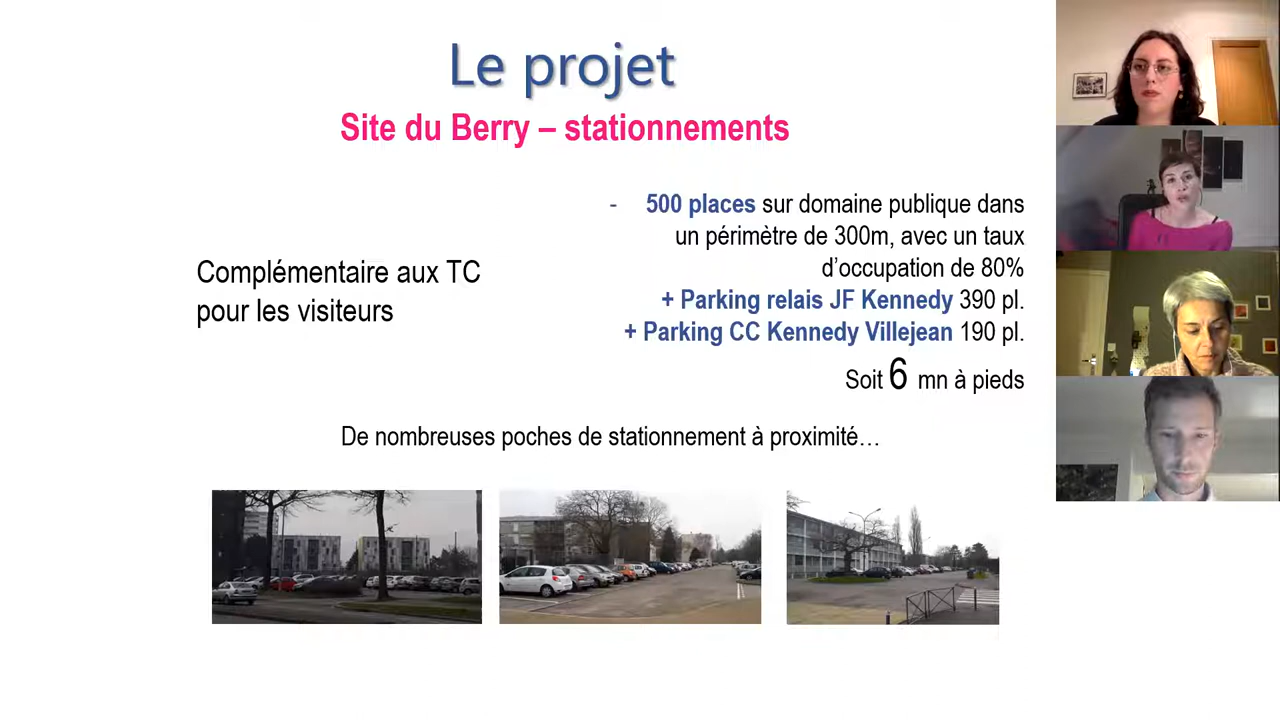 Le projet
Site du Berry – stationnements
Complémentaire aux TC
pour les visiteurs
- 500 places sur domaine publique dans
un périmètre de 300m, avec un taux
d'occupation de 80%
+ Parking relais JF Kennedy 390 pl.
+ Parking CC Kennedy Villejean 190 pl.
Soit 6 mn à pieds
De nombreuses poches de stationnement à proximité…